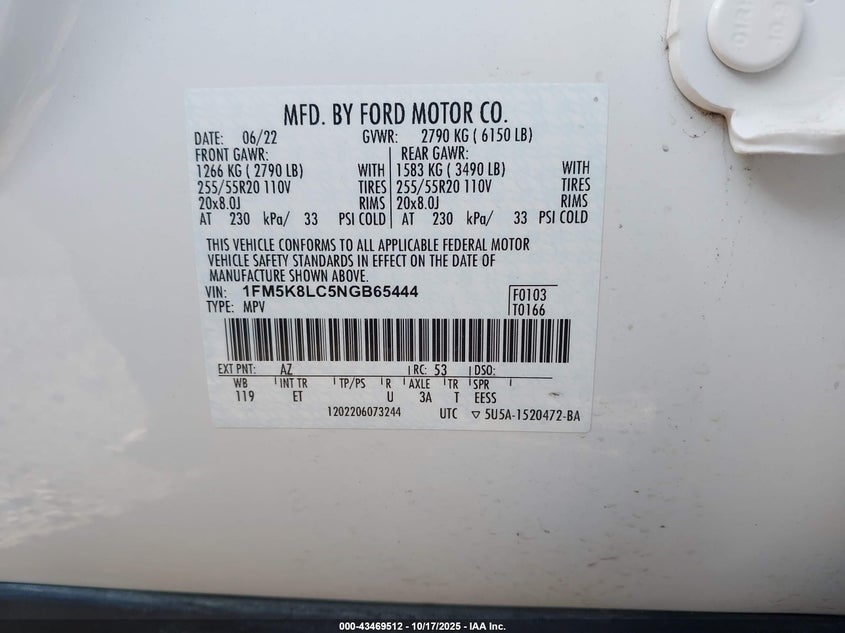 MFD. BY FORD MOTOR CO.
DATE: 06/22 GVWR: 2790 KG ( 6150 LB)
FRONT GAWR: REAR GAWR:
1266 KG ( 2790 LB) WITH 1583 KG ( 3490 LB) WITH
255/55R20 110V TIRES 255/55R20 110V TIRES
20x8.0J RIMS 20x8.0J RIMS
AT 230 kPa/ 33 PSI COLD AT 230 kPa/ 33 PSI COLD
THIS VEHICLE CONFORMS TO ALL APPLICABLE FEDERAL MOTOR
VEHICLE SAFETY STANDARDS IN EFFECT ON THE DATE OF
MANUFACTURE SHOWN ABOVE.
VIN: 1FM5K8LC5NGB65444 F0103
TYPE: MPV T0166
EXT PNT: AZ RC: 53 DSO:
WB INT TR TP/PS R AXLE TR SPR
119 ET U 3A T EESS
1202206073244 UTC ▽ 5U5A-1520472-BA
000-43469512 - 10/17/2025 - IAA Inc.